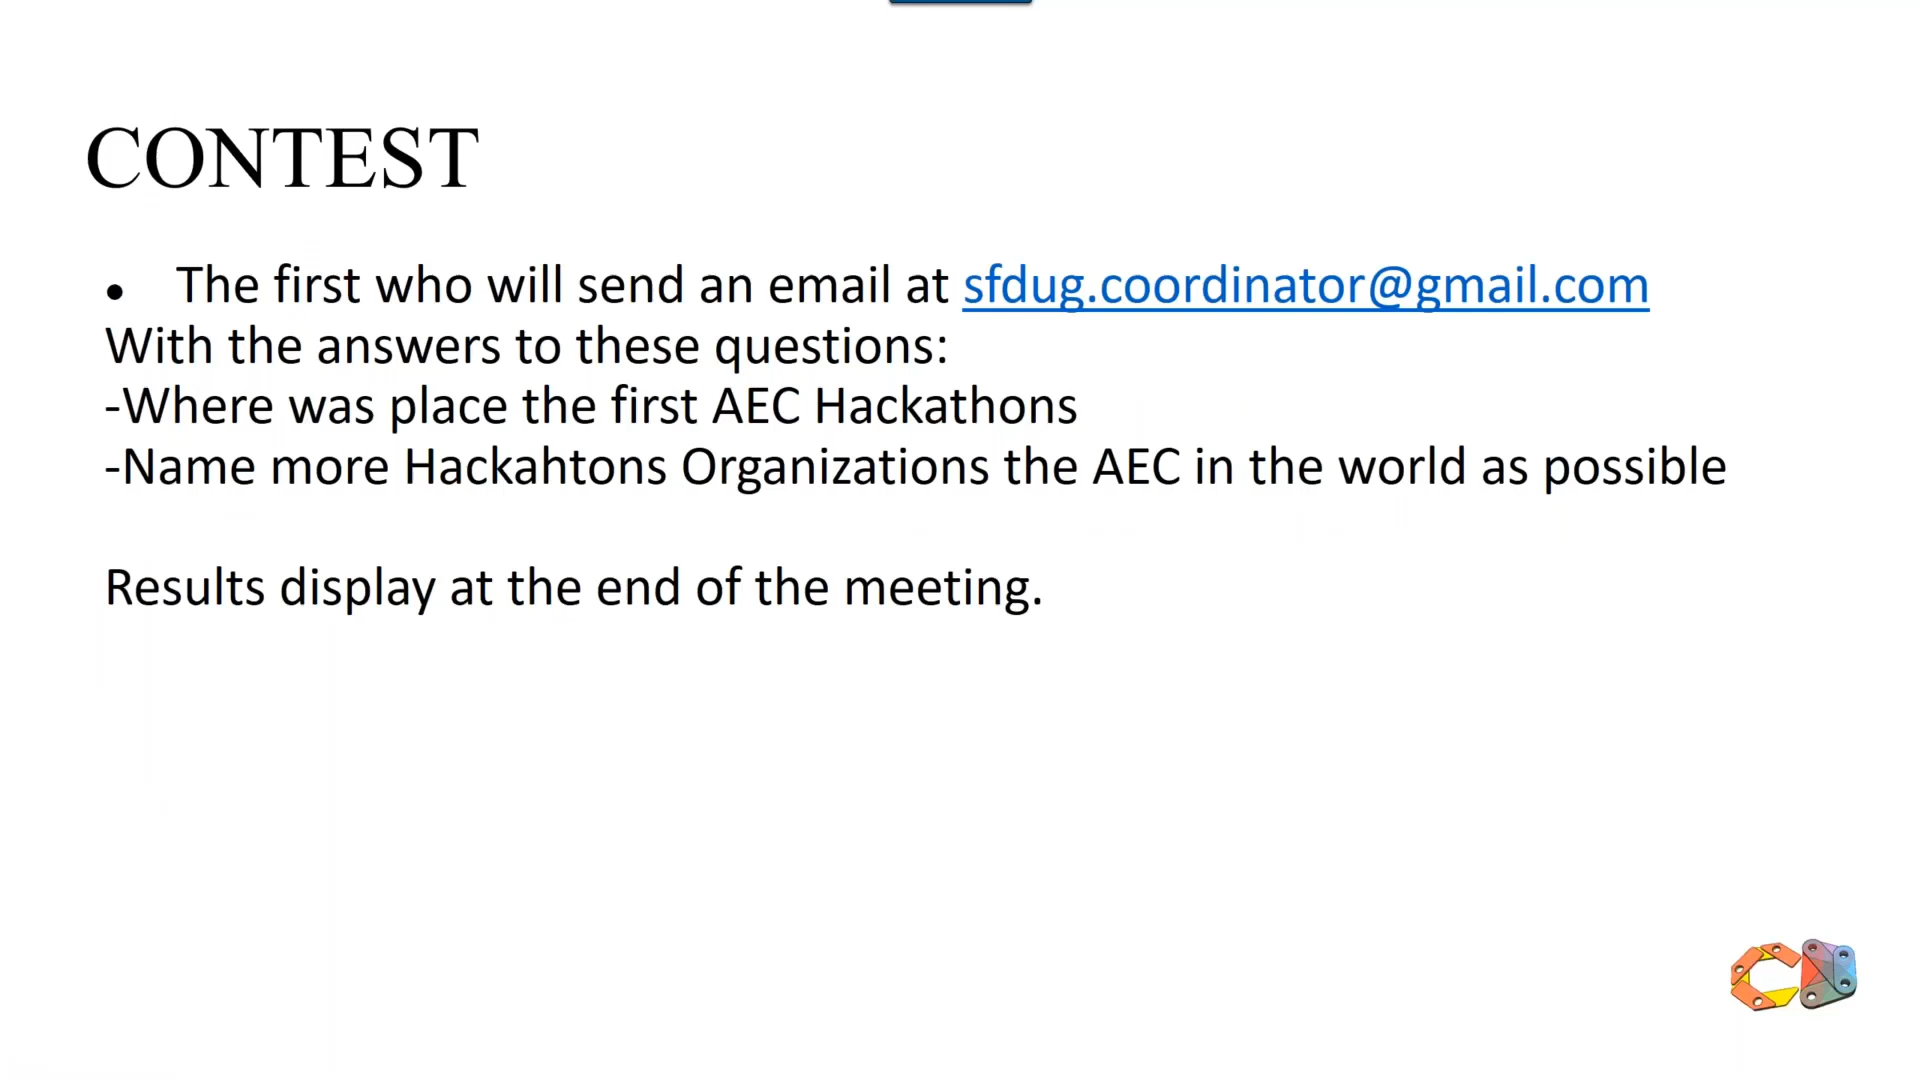 CONTEST
• The first who will send an email at sfdug.coordinator@gmail.com
With the answers to these questions:
-Where was place the first AEC Hackathons
-Name more Hackahtons Organizations the AEC in the world as possible
Results display at the end of the meeting.